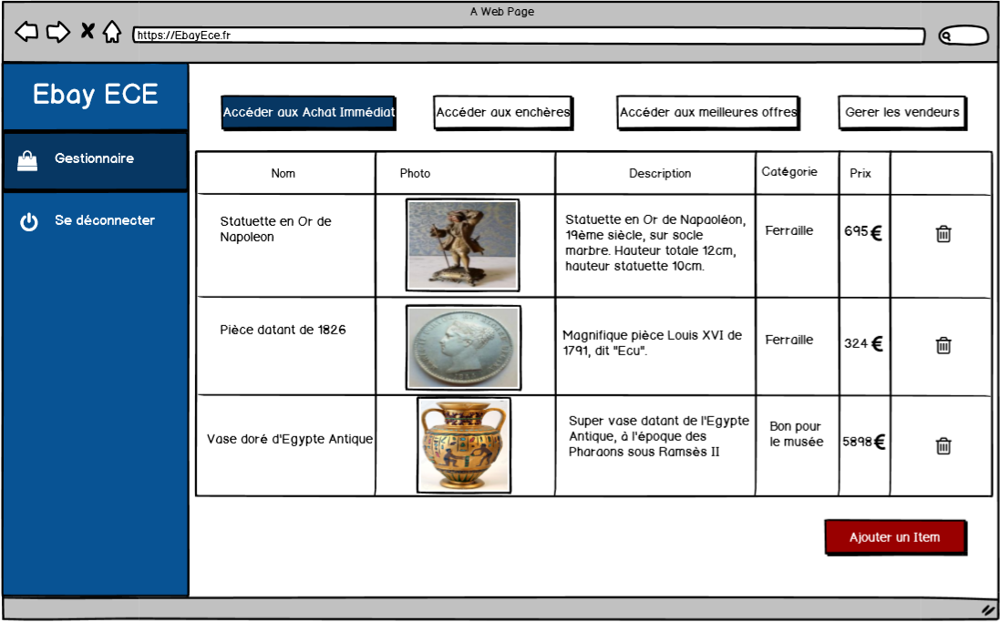 A Web Page
https://EbayEce.fr
Ebay ECE
Gestionnaire
Se déconnecter
Accéder aux Achat Immédiat
Accéder aux enchères
Accéder aux meilleures offres
Gerer les vendeurs
Nom
Photo
Description
Catégorie
Prix
Statuette en Or de
Napoleon
Statuette en Or de Napaoléon,
19ème siècle, sur socle
marbre. Hauteur totale 12cm,
hauteur statuette 10cm.
Ferraille
695€
Pièce datant de 1826
Magnifique pièce Louis XVI de
1791, dit "Ecu".
Ferraille
324€
Vase doré d'Egypte Antique
Super vase datant de l'Egypte
Antique, à l'époque des
Pharaons sous Ramsès II
Bon pour
le musée
5898€
Ajouter un Item